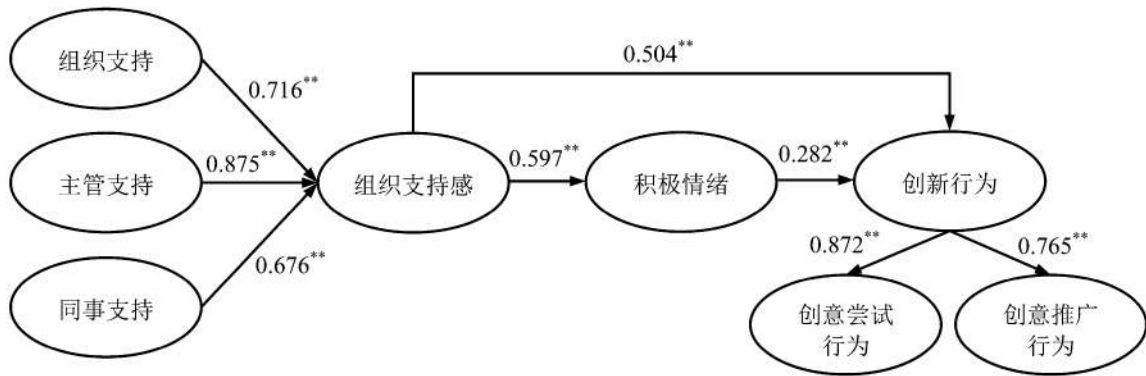 组织支持
0.504**
0.716**
主管支持
0.875**
组织支持感
0.597**
积极情绪
0.282**
创新行为
0.676**
0.872**
0.765**
同事支持
创意尝试
行为
创意推广
行为